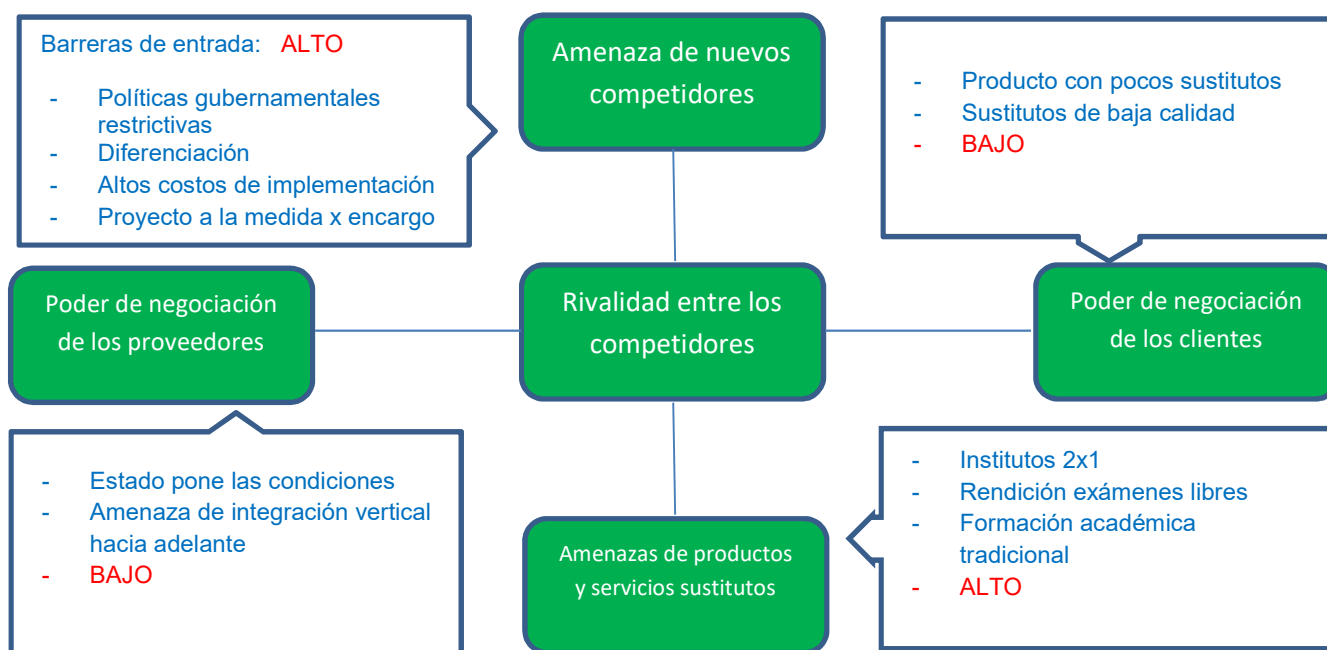 Barreras de entrada: ALTO
- Políticas gubernamentales
restrictivas
- Diferenciación
- Altos costos de implementación
- Proyecto a la medida x encargo
Amenaza de nuevos
competidores
- Producto con pocos sustitutos
- Sustitutos de baja calidad
- BAJO
Poder de negociación
de los proveedores
Rivalidad entre los
competidores
Poder de negociación
de los clientes
- Estado pone las condiciones
- Amenaza de integración vertical
hacia adelante
- BAJO
Amenazas de productos
y servicios sustitutos
- Institutos 2x1
- Rendición exámenes libres
- Formación académica
tradicional
- ALTO